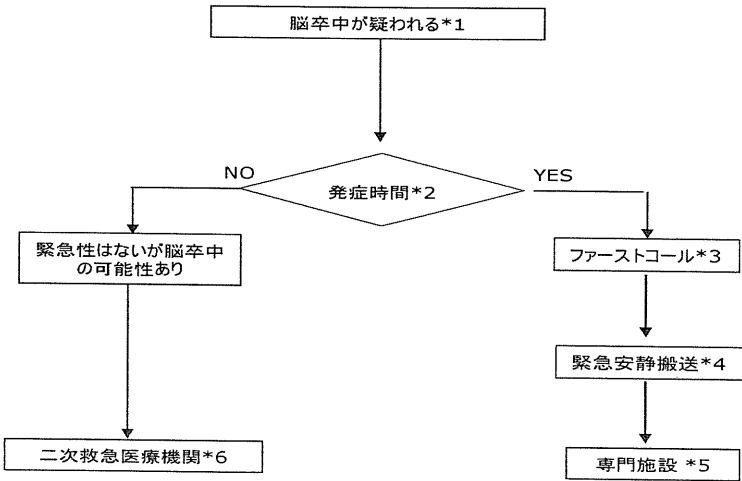 脳卒中が疑われる*1
発症時間*2
NO
YES
緊急性はないが脳卒中
の可能性あり
ファーストコール*3
緊急安静搬送*4
二次救急医療機関*6
専門施設 *5